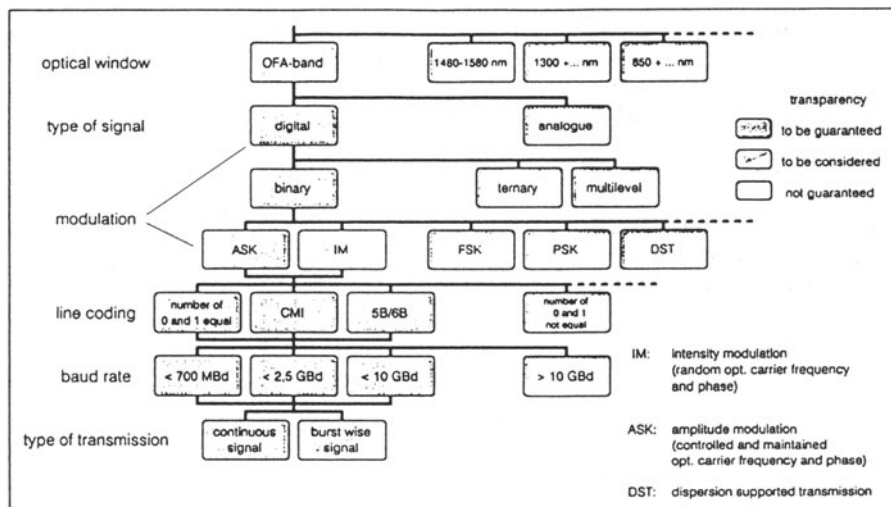 optical window
OFA-band
1480-1580 nm
1300 +... nm
850 + ... nm
type of signal
digital
analogue
transparency
to be guaranteed
to be considered
not guaranteed
modulation
binary
ternary
multilevel
ASK
IM
FSK
PSK
DST
line coding
number of
0 and 1 equal
CMI
5B/6B
number of
0 and 1
not equal
baud rate
< 700 MBd
< 2,5 GBd
< 10 GBd
> 10 GBd
type of transmission
continuous
signal
burst wise
signal
IM: intensity modulation
(random opt. carrier frequency
and phase)
ASK: amplitude modulation
(controlled and maintained
opt. carrier frequency and phase)
DST: dispersion supported transmission